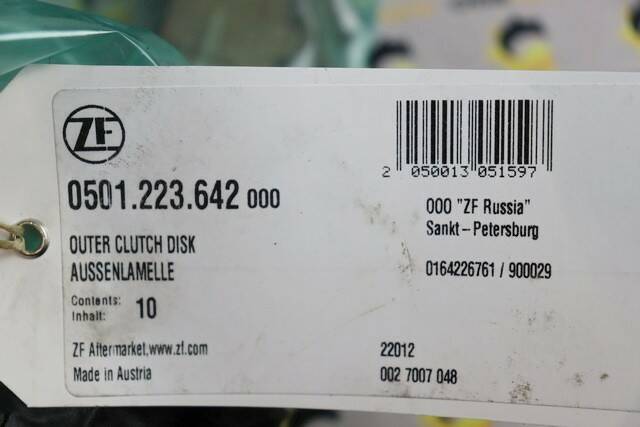 ZF
0501.223.642 000
OUTER CLUTCH DISK
AUSSENLAMELLE
Contents:
Inhalt: 10
ZF Aftermarket,www.zf.com
Made in Austria
2 050013 051597
OOO "ZF Russia"
Sankt-Petersburg
0164226761 / 900029
22012
002 7007 048